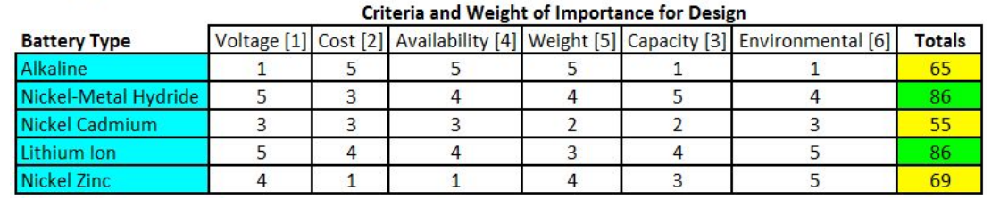 Criteria and Weight of Importance for Design
Battery Type Voltage [1] Cost [2] Availability [4] Weight [5] Capacity [3] Environmental [6] Totals
Alkaline 1 5 5 5 1 1 65
Nickel-Metal Hydride 5 3 4 4 5 4 86
Nickel Cadmium 3 3 3 2 2 3 55
Lithium Ion 5 4 4 3 4 5 86
Nickel Zinc 4 1 1 4 3 5 69